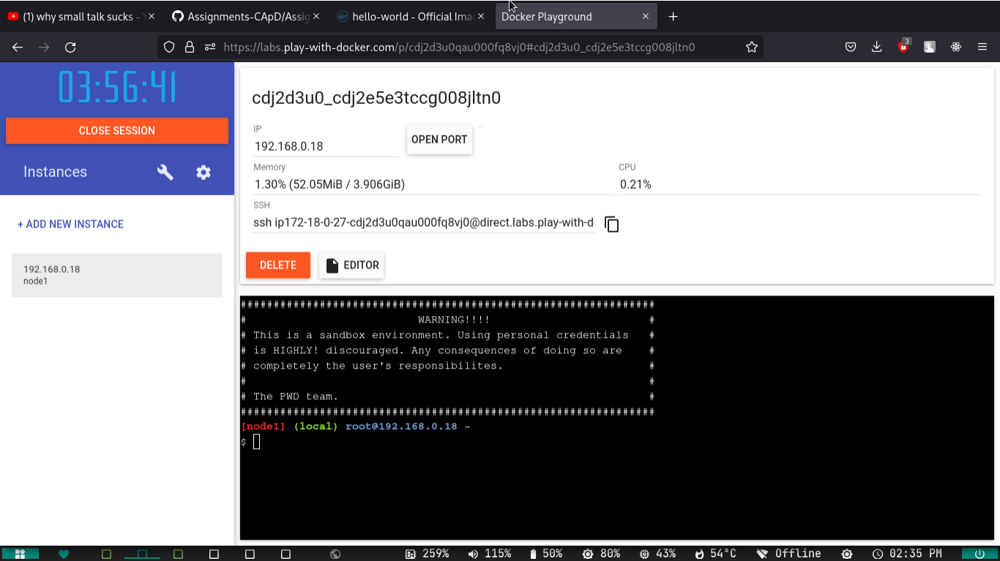 (1) why small talk sucks -
Assignments-CApD/Assig
hello-world - Official Ima
Docker Playground
https://labs.play-with-docker.com/p/cdj2d3u0qau000fq8vj0#cdj2d3u0_cdj2e5e3tccg008jltn0
3
03:56:41
CLOSE SESSION
Instances
+ ADD NEW INSTANCE
192.168.0.18
node1
cdj2d3u0_cdj2e5e3tccg008jltn0
IP
192.168.0.18
OPEN PORT
Memory
1.30% (52.05MiB / 3.906GiB)
CPU
0.21%
SSH
ssh ip172-18-0-27-cdj2d3u0qau000fq8vj0@direct.labs.play-with-d
DELETE
EDITOR
###############################################################
# WARNING!!!! #
# This is a sandbox environment. Using personal credentials #
# is HIGHLY! discouraged. Any consequences of doing so are #
# completely the user's responsibilites. #
# #
# The PWD team. #
###############################################################
[node1] (local) root@192.168.0.18 ~
$
259% 115% 50% 80% 43% 54°C Offline 02:35 PM